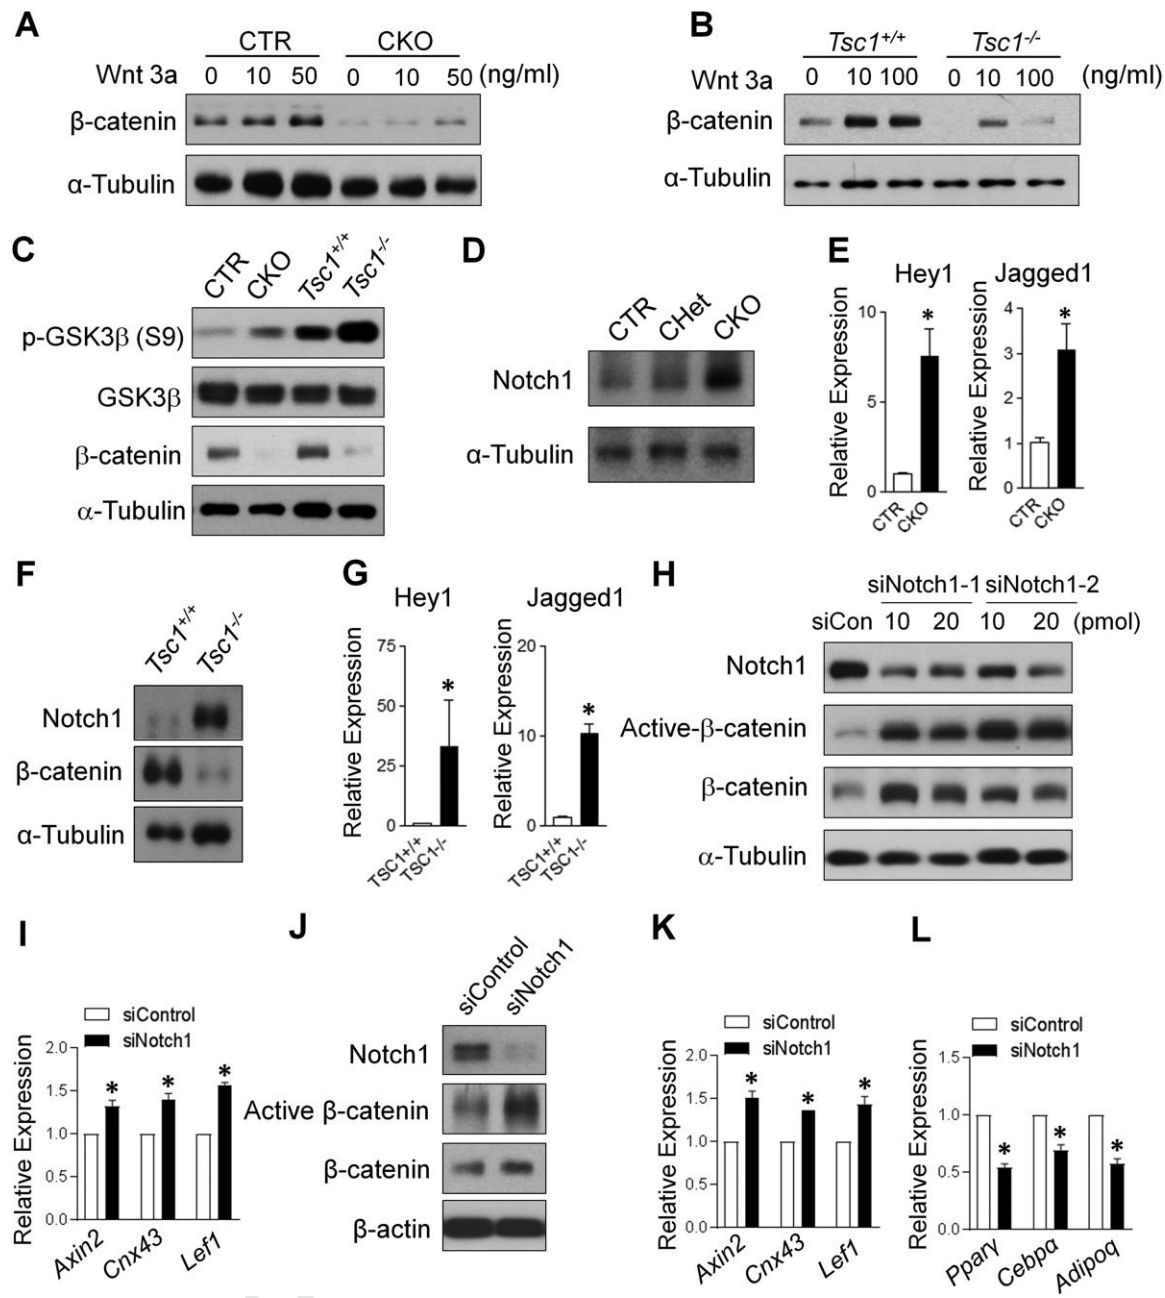 A
CTR CKO
Wnt 3a 0 10 50 0 10 50 (ng/ml)
β-catenin
α-Tubulin
B
Tsc1+/+ Tsc1-/-
Wnt 3a 0 10 100 0 10 100 (ng/ml)
β-catenin
α-Tubulin
C
CTR CKO Tsc1+/+ Tsc1-/-
p-GSK3β (S9)
GSK3β
β-catenin
α-Tubulin
D
CTR CHet CKO
Notch1
α-Tubulin
E
Hey1
Relative Expression
10
5
0
*
CTR
CKO
Jagged1
Relative Expression
4
3
2
1
0
*
CTR
CKO
F
Tsc1+/+ Tsc1-/-
Notch1
β-catenin
α-Tubulin
G
Hey1
Relative Expression
75
50
25
0
*
TSC1+/+
TSC1-/-
Jagged1
Relative Expression
20
10
0
*
TSC1+/+
TSC1-/-
H
siNotch1-1 siNotch1-2
siCon 10 20 10 20 (pmol)
Notch1
Active-β-catenin
β-catenin
α-Tubulin
I
siControl
siNotch1
Relative Expression
2.0
1.5
1.0
0.5
0.0
* * *
Axin2 Cnx43 Lef1
J
siControl siNotch1
Notch1
Active β-catenin
β-catenin
β-actin
K
siControl
siNotch1
Relative Expression
2.0
1.5
1.0
0.5
0.0
* * *
Axin2 Cnx43 Lef1
L
siControl
siNotch1
Relative Expression
1.5
1.0
0.5
0.0
* * *
Pparγ Cebpα Adipoq